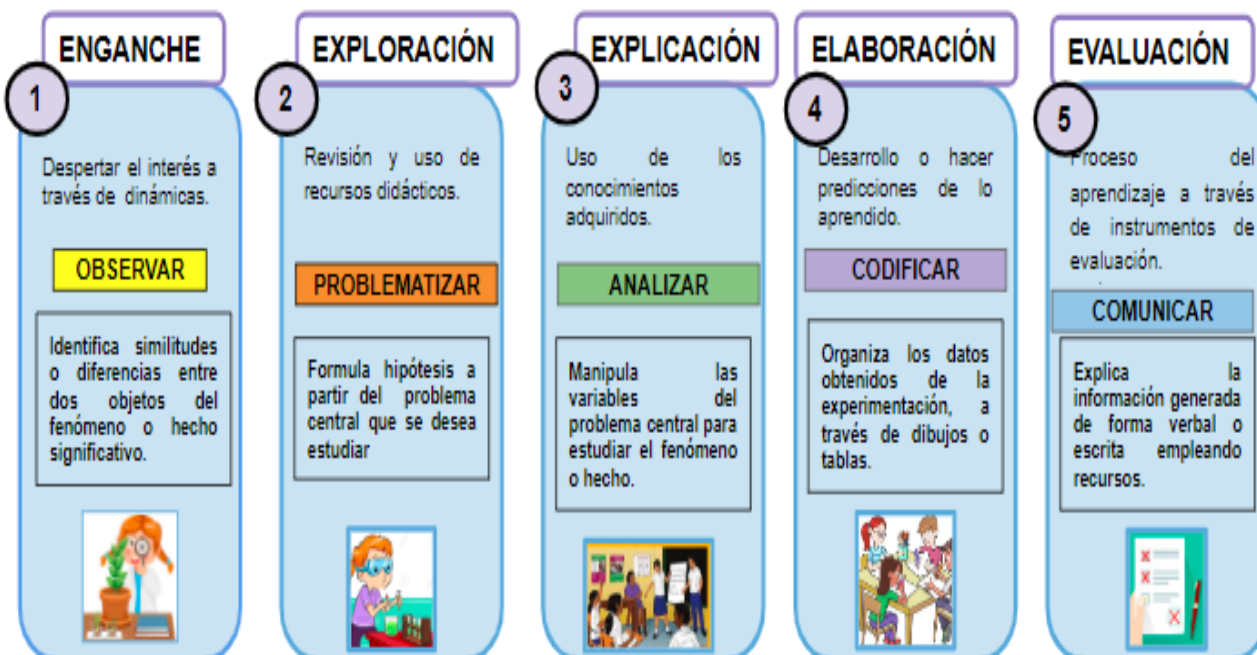 ENGANCHE
1
Despertar el interés a
través de dinámicas.
OBSERVAR
Identifica similitudes
o diferencias entre
dos objetos del
fenómeno o hecho
significativo.
EXPLORACIÓN
2
Revisión y uso de
recursos didácticos.
PROBLEMATIZAR
Formula hipótesis a
partir del problema
central que se desea
estudiar
EXPLICACIÓN
3
Uso de los
conocimientos
adquiridos.
ANALIZAR
Manipula las
variables del
problema central para
estudiar el fenómeno
o hecho.
ELABORACIÓN
4
Desarrollo o hacer
predicciones de lo
aprendido.
CODIFICAR
Organiza los datos
obtenidos de la
experimentación, a
través de dibujos o
tablas.
EVALUACIÓN
5
Proceso del
aprendizaje a través
de instrumentos de
evaluación.
COMUNICAR
Explica la
información generada
de forma verbal o
escrita empleando
recursos.